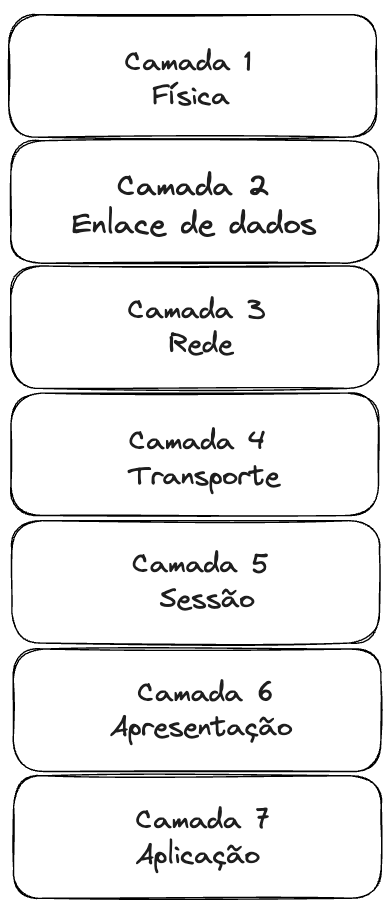 Camada 1
Física
Camada 2
Enlace de dados
Camada 3
Rede
Camada 4
Transporte
Camada 5
Sessão
Camada 6
Apresentação
Camada 7
Aplicação